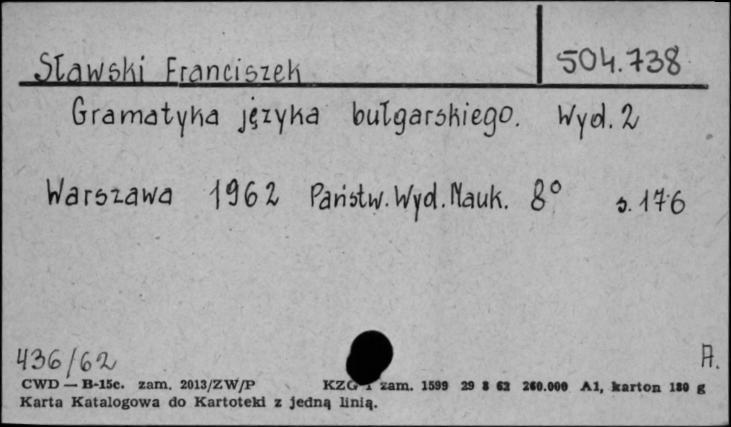 Sławski Franciszek 504.738
Gramatyka języka bułgarskiego. Wyd. 2
Warszawa 1962 Państw. Wyd. Nauk. 8° s. 176
436/62 A.
CWD — B-15c. zam. 2013/ZW/P KZG 1 zam. 1599 29 8 62 260.000 A1, karton 180 g
Karta Katalogowa do Kartoteki z jedną linią.